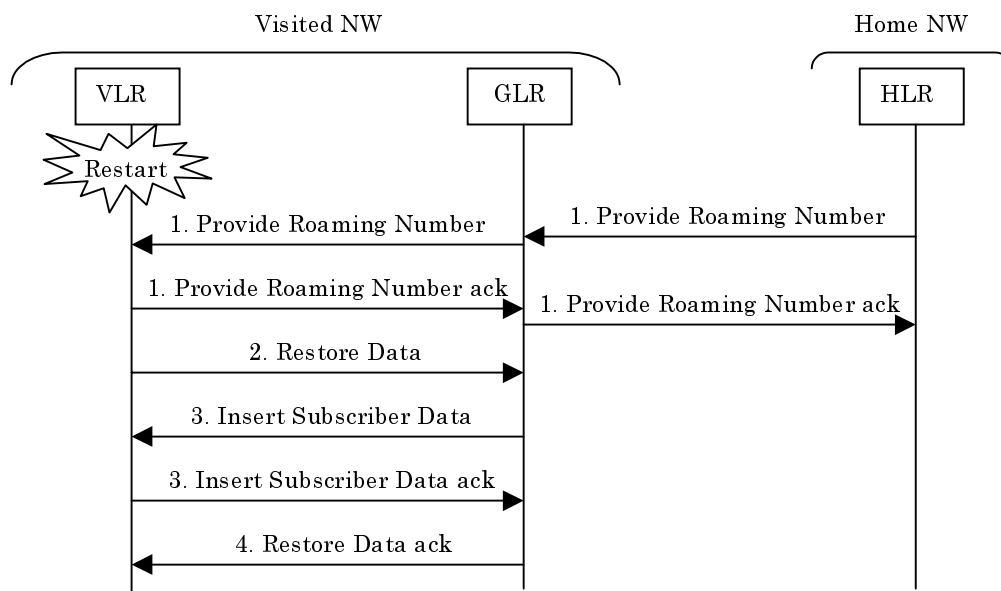 Visited NW
Home NW
VLR
GLR
HLR
Restart
1. Provide Roaming Number
1. Provide Roaming Number
1. Provide Roaming Number ack
1. Provide Roaming Number ack
2. Restore Data
3. Insert Subscriber Data
3. Insert Subscriber Data ack
4. Restore Data ack